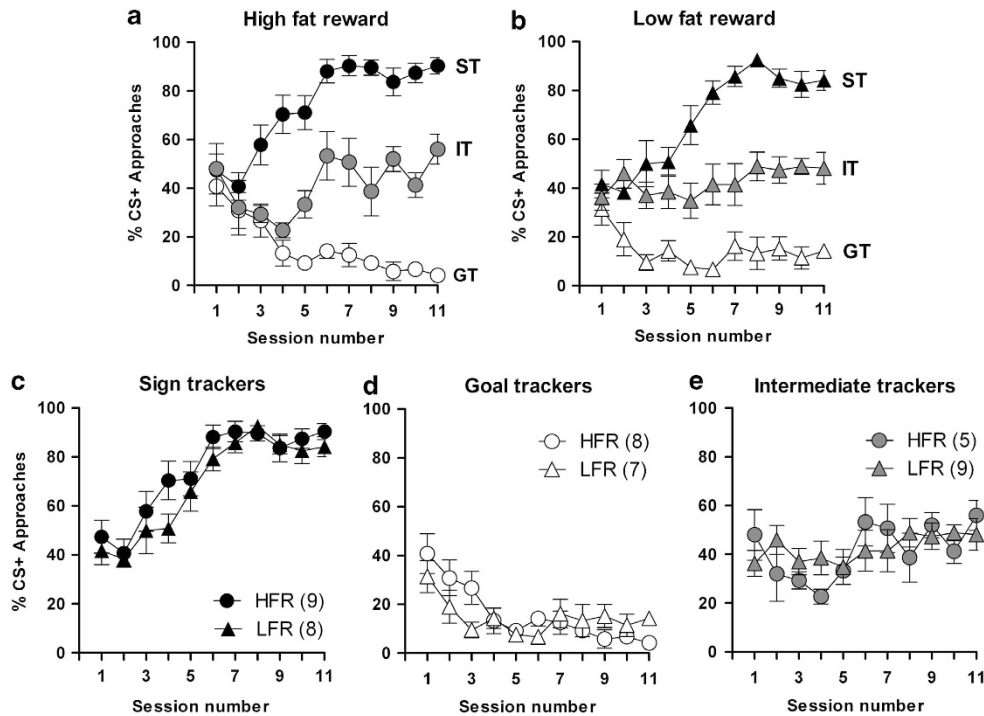 a High fat reward
100
80
60
40
20
0
% CS+ Approaches
ST
IT
GT
1 3 5 7 9 11
Session number
b Low fat reward
100
80
60
40
20
0
% CS+ Approaches
ST
IT
GT
1 3 5 7 9 11
Session number
c Sign trackers
100
80
60
40
20
0
% CS+ Approaches
HFR (9)
LFR (8)
1 3 5 7 9 11
Session number
d Goal trackers
100
80
60
40
20
0
HFR (8)
LFR (7)
1 3 5 7 9 11
Session number
e Intermediate trackers
100
80
60
40
20
0
HFR (5)
LFR (9)
1 3 5 7 9 11
Session number